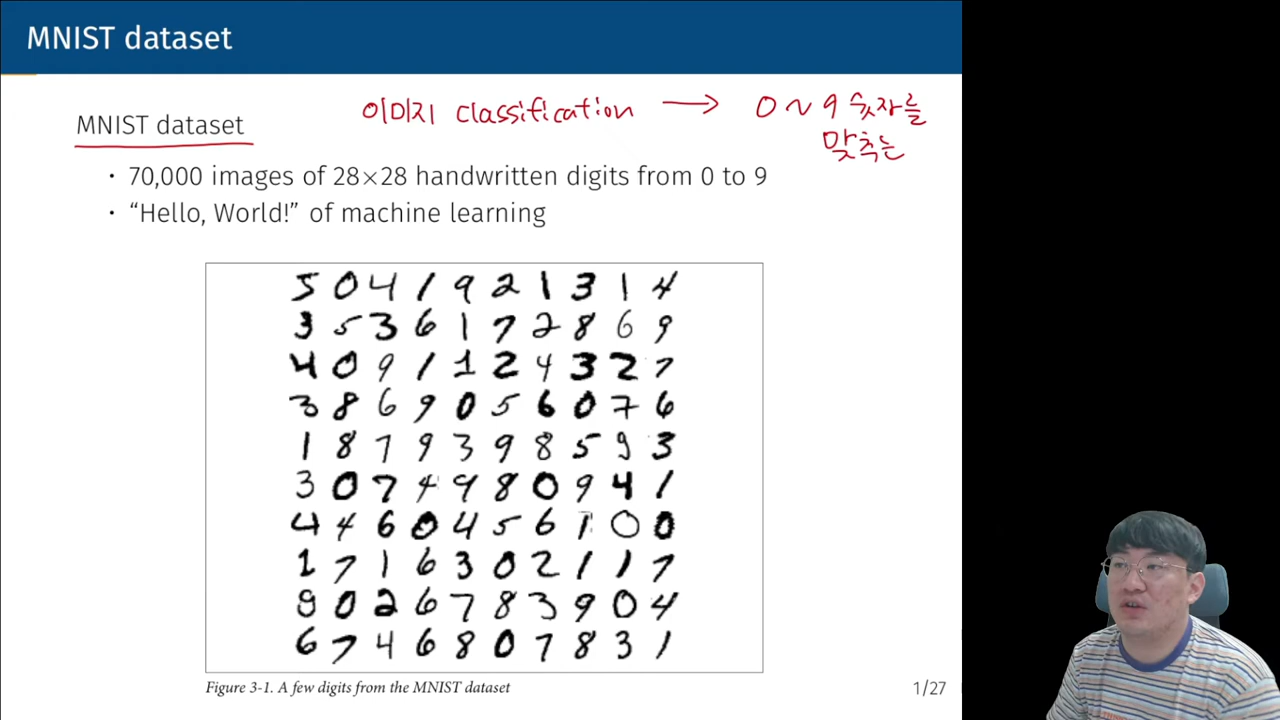 MNIST dataset
이미지 classification → 0 ~ 9 숫자를
맞추는
MNIST dataset
· 70,000 images of 28×28 handwritten digits from 0 to 9
· “Hello, World!” of machine learning
5 0 4 1 9 2 1 3 1 4
3 5 3 6 1 7 2 8 6 9
4 0 9 1 1 2 4 3 2 7
3 8 6 9 0 5 6 0 7 6
1 8 7 9 3 9 8 5 9 3
3 0 7 4 9 8 0 9 4 1
4 4 6 0 4 5 6 1 0 0
1 7 1 6 3 0 2 1 1 7
9 0 2 6 7 8 3 9 0 4
6 7 4 6 8 0 7 8 3 1
Figure 3-1. A few digits from the MNIST dataset
1/27